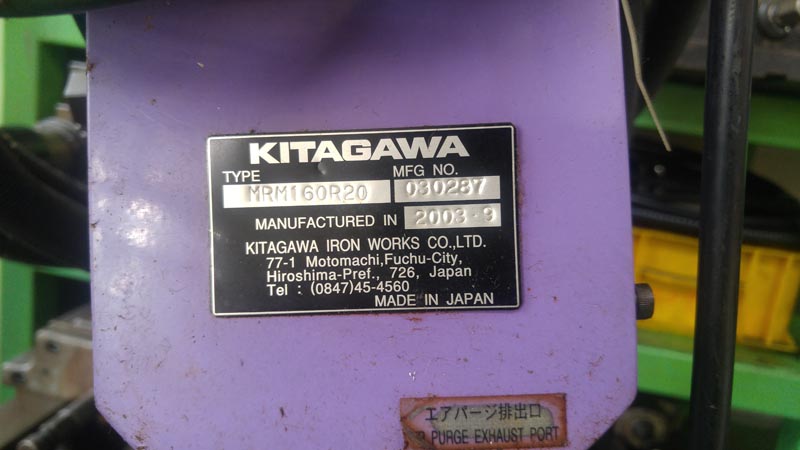 KITAGAWA
TYPE MFG NO.
MRM160R20 030287
MANUFACTURED IN 2003・9
KITAGAWA IRON WORKS CO.,LTD.
77-1 Motomachi,Fuchu-City,
Hiroshima-Pref., 726, Japan
Tel : (0847)45-4560
MADE IN JAPAN
エアパージ排出口
PURGE EXHAUST PORT